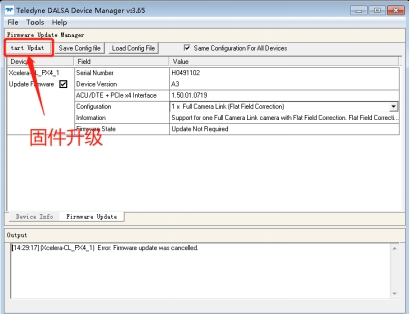 Teledyne DALSA Device Manager v3.65
File Tools Help
Firmware Update Manager
tart Updat Save Config file Load Config File Same Configuration For All Devices
Device Field Value
Xcelera-CL_PX4_1 Serial Number H0491102
Update Firmware Device Version A3
ACU/DTE + PCIe x4 Interface 1.50.01.0719
Configuration 1 x Full Camera Link (Flat Field Correction)
Information Support for one Full Camera Link camera with Flat Field Correction. Flat Field Correction.
固件升级
Firmware State Update Not Required
Device Info Firmware Update
Output
[14:29:17] (Xcelera-CL_PX4_1) Error: Firmware update was cancelled.